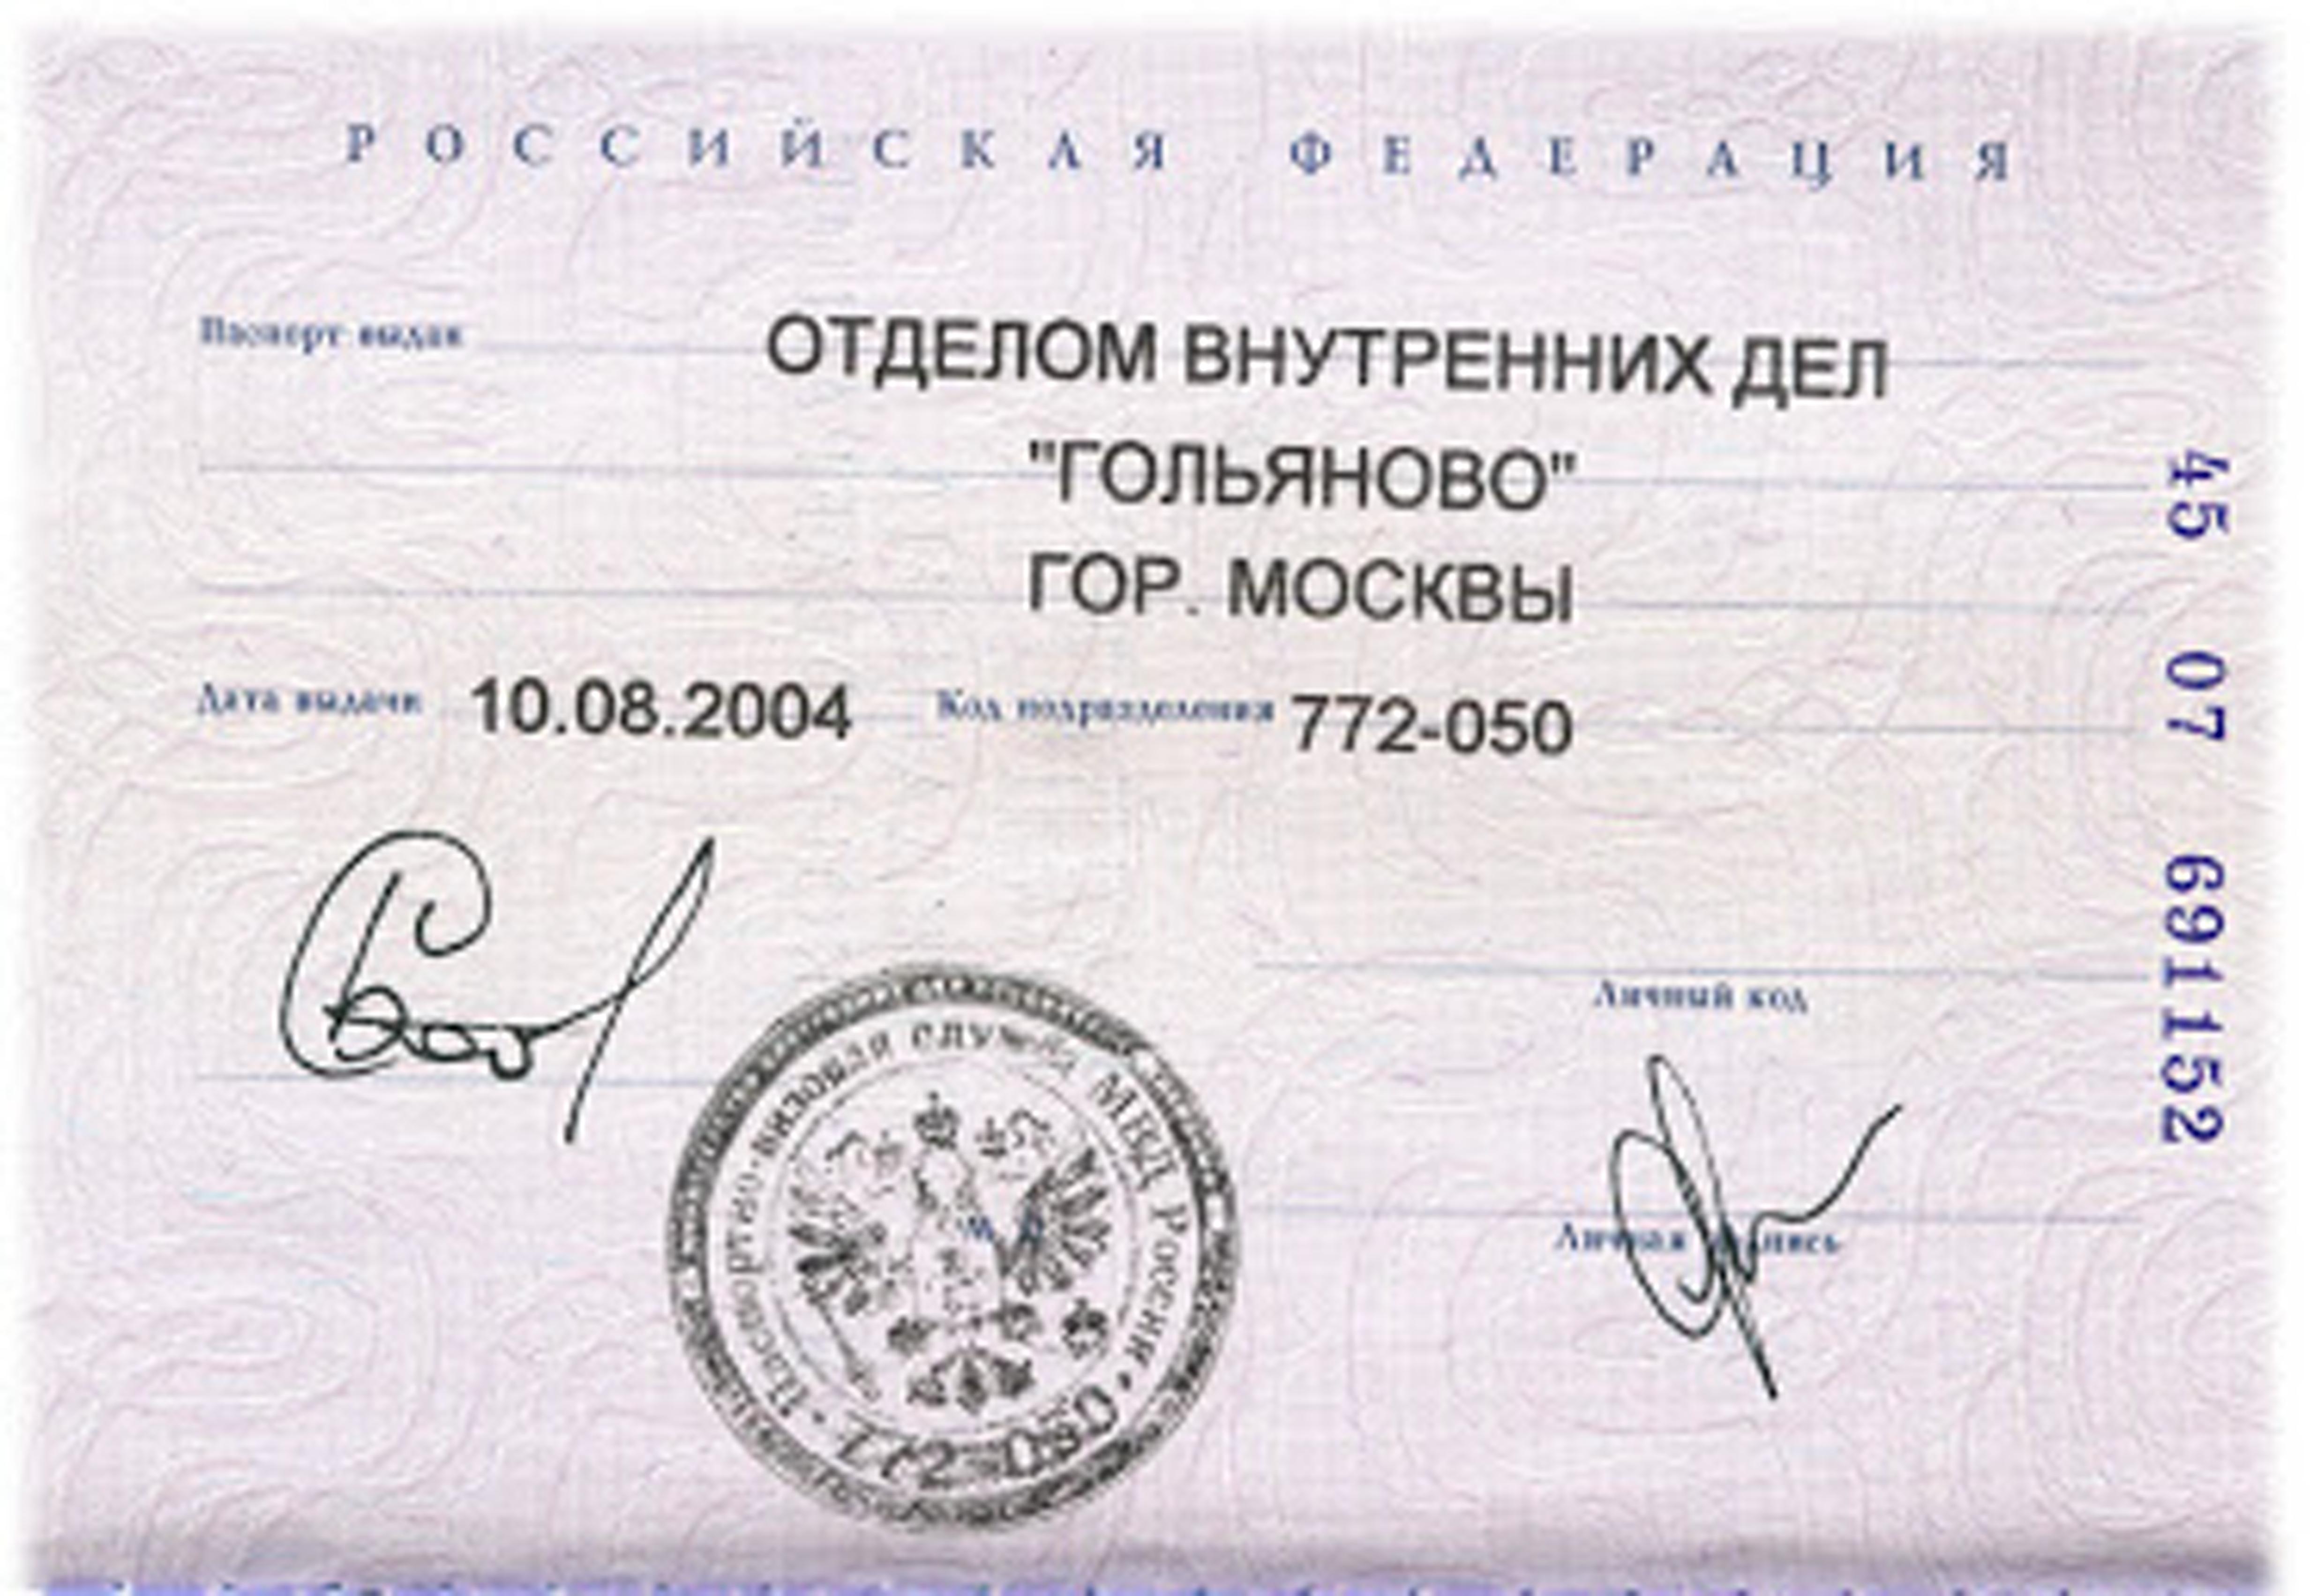 РОССИЙСКАЯ ФЕДЕРАЦИЯ
Паспорт выдан ОТДЕЛОМ ВНУТРЕННИХ ДЕЛ
"ГОЛЬЯНОВО"
ГОР. МОСКВЫ
Дата выдачи 10.08.2004 Код подразделения 772-050
45 07 691152
Личный код
Личная подпись
Паспортно-визовая служба МВД России
772-050